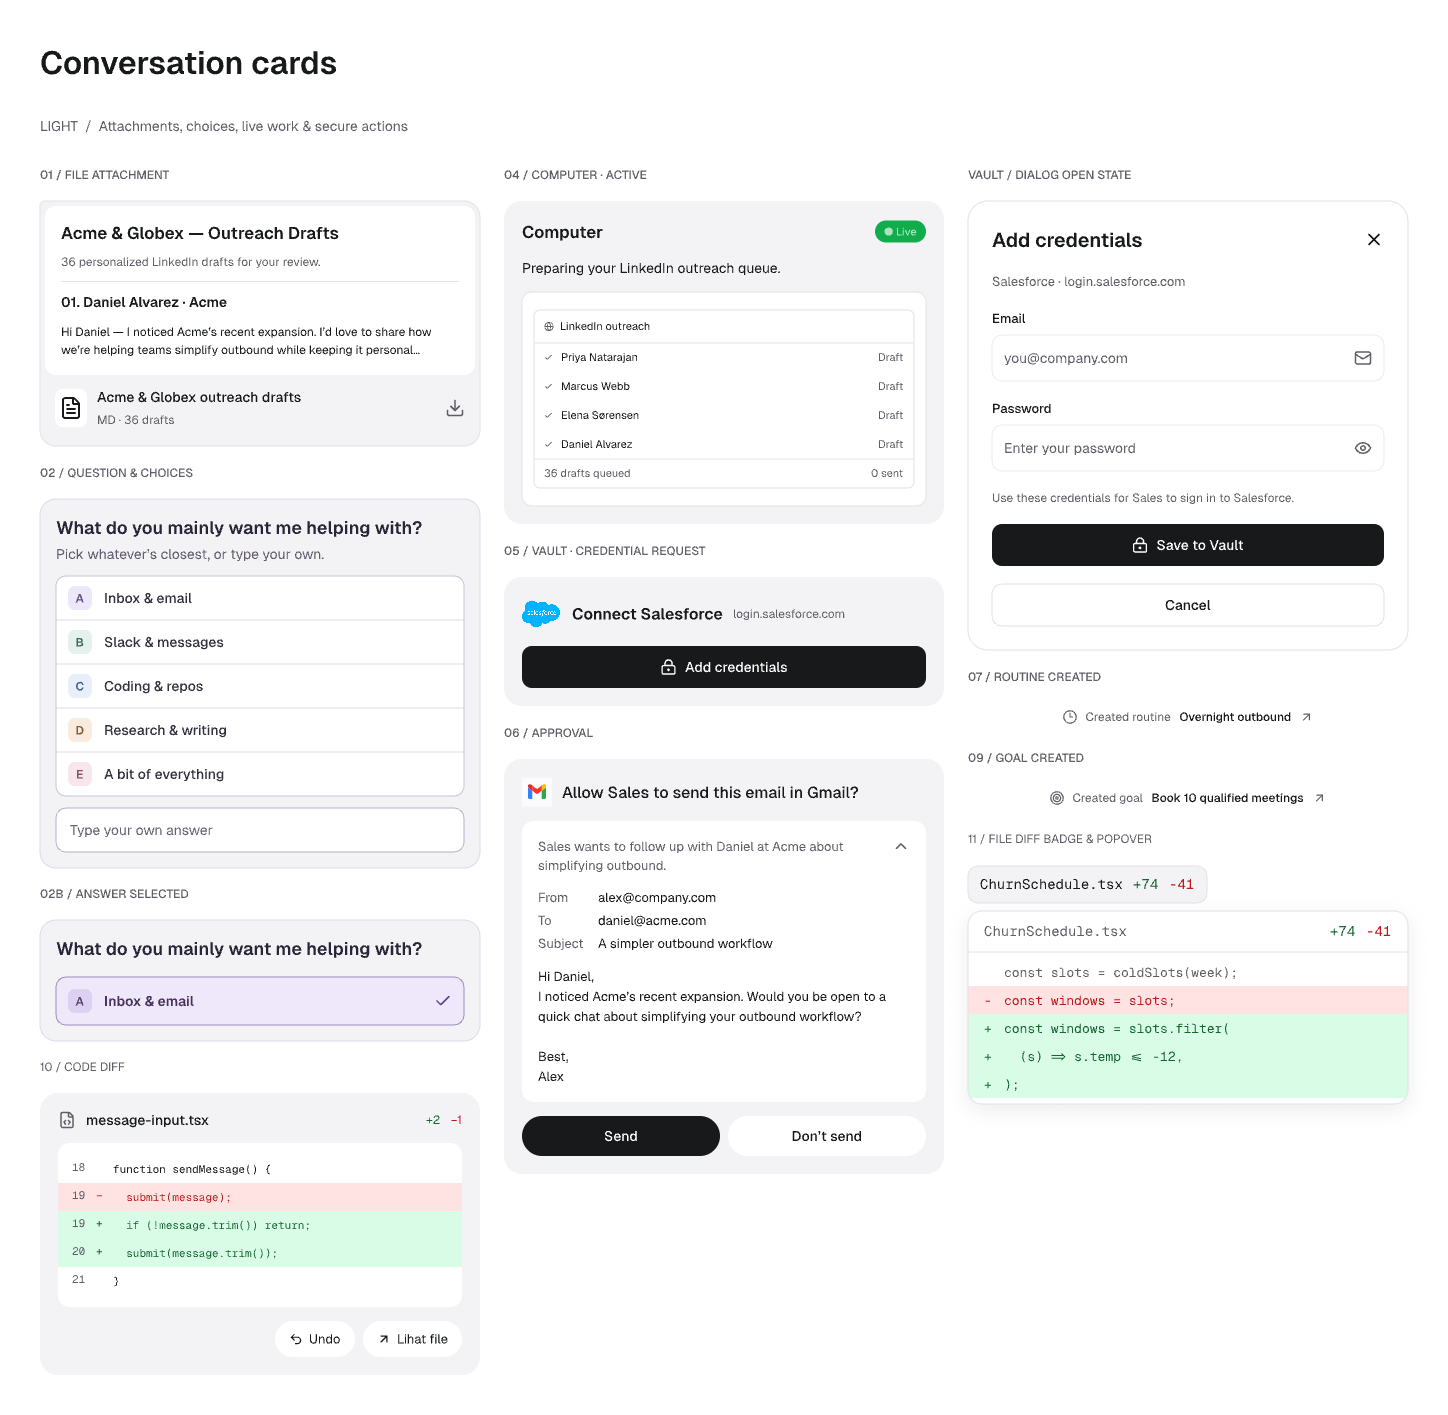 Conversation cards
LIGHT / Attachments, choices, live work & secure actions
01 / FILE ATTACHMENT
Acme & Globex — Outreach Drafts
36 personalized LinkedIn drafts for your review.
01. Daniel Alvarez · Acme
Hi Daniel — I noticed Acme’s recent expansion. I’d love to share how
we’re helping teams simplify outbound while keeping it personal…
Acme & Globex outreach drafts
MD · 36 drafts
02 / QUESTION & CHOICES
What do you mainly want me helping with?
Pick whatever’s closest, or type your own.
A Inbox & email
B Slack & messages
C Coding & repos
D Research & writing
E A bit of everything
Type your own answer
02B / ANSWER SELECTED
What do you mainly want me helping with?
A Inbox & email
10 / CODE DIFF
message-input.tsx +2 −1
18 function sendMessage() {
19 − submit(message);
19 + if (!message.trim()) return;
20 + submit(message.trim());
21 }
Undo
Lihat file
04 / COMPUTER · ACTIVE
Computer
Live
Preparing your LinkedIn outreach queue.
LinkedIn outreach
Priya Natarajan Draft
Marcus Webb Draft
Elena Sørensen Draft
Daniel Alvarez Draft
36 drafts queued 0 sent
05 / VAULT · CREDENTIAL REQUEST
salesforce
Connect Salesforce login.salesforce.com
Add credentials
06 / APPROVAL
Allow Sales to send this email in Gmail?
Sales wants to follow up with Daniel at Acme about
simplifying outbound.
From alex@company.com
To daniel@acme.com
Subject A simpler outbound workflow
Hi Daniel,
I noticed Acme’s recent expansion. Would you be open to a
quick chat about simplifying your outbound workflow?
Best,
Alex
Send
Don’t send
VAULT / DIALOG OPEN STATE
Add credentials
Salesforce · login.salesforce.com
Email
you@company.com
Password
Enter your password
Use these credentials for Sales to sign in to Salesforce.
Save to Vault
Cancel
07 / ROUTINE CREATED
Created routine Overnight outbound
09 / GOAL CREATED
Created goal Book 10 qualified meetings
11 / FILE DIFF BADGE & POPOVER
ChurnSchedule.tsx +74 -41
ChurnSchedule.tsx +74 -41
const slots = coldSlots(week);
- const windows = slots;
+ const windows = slots.filter(
+ (s) => s.temp <= -12,
+ );